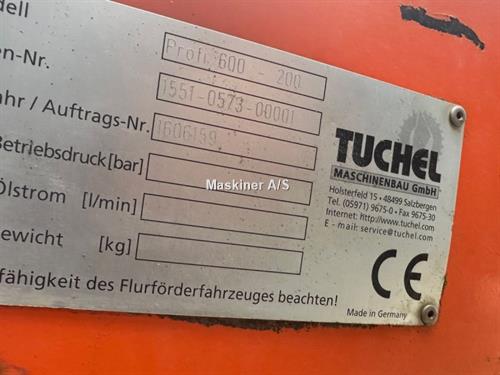 dell
Profi 600 - 200
en-Nr.
1551-0573-00001
ahr / Auftrags-Nr.
1606159
Betriebsdruck[bar]
Ölstrom [l/min]
ewicht [kg]
fähigkeit des Flurförderfahrzeuges beachten!
TUCHEL
MASCHINENBAU GmbH
Holsterfeld 15 • 48499 Salzbergen
Tel. (05971) 9675-0 • Fax 9675-30
Internet: http://www.tuchel.com
E - mail: service@tuchel.com
CE
Made in Germany
Maskiner A/S